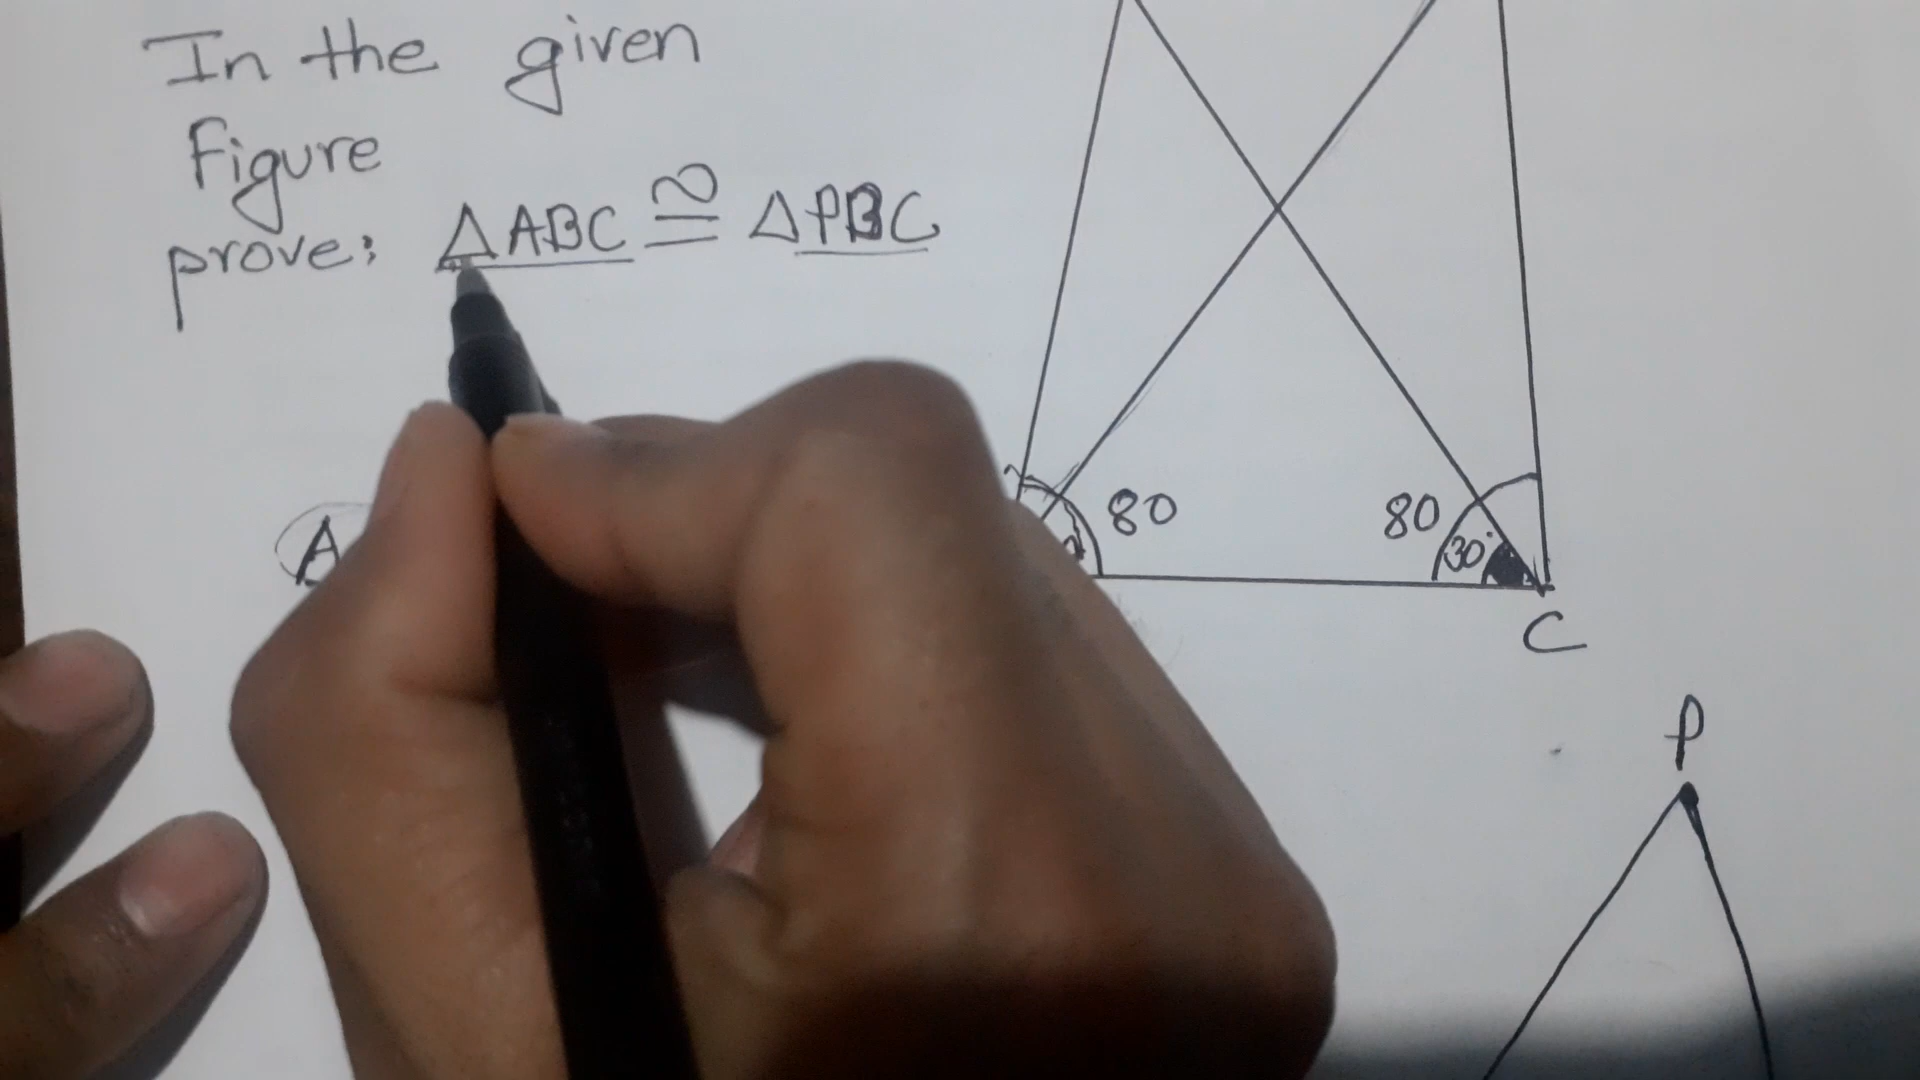 In the given
Figure
prove: △ABC ≅ △PBC
80
80
30°
A
C
P